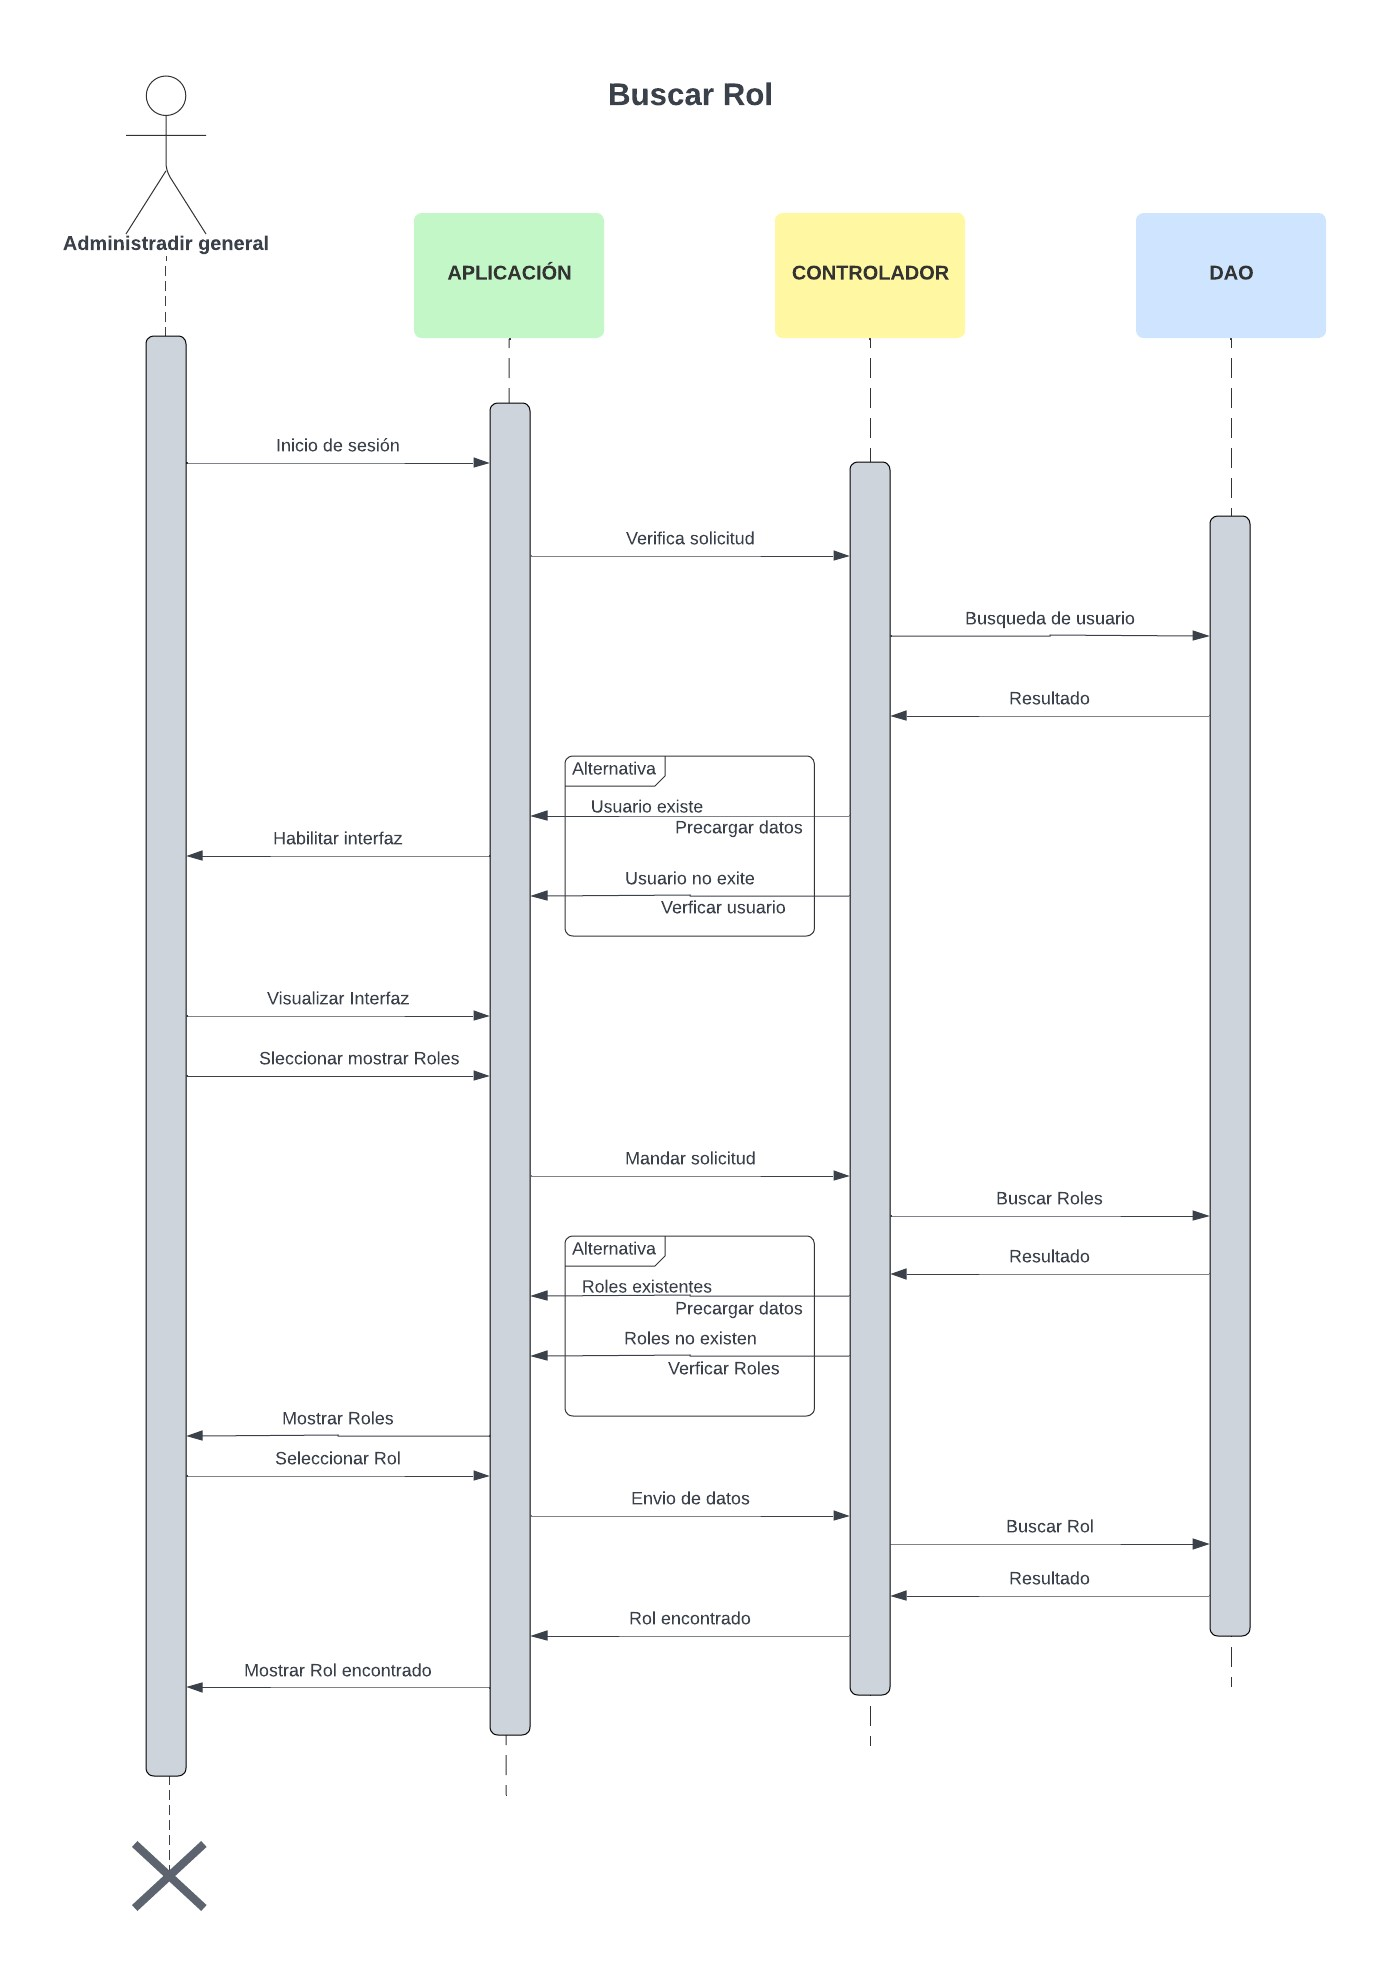 Buscar Rol
Administradir general
APLICACIÓN
CONTROLADOR
DAO
Inicio de sesión
Verifica solicitud
Busqueda de usuario
Resultado
Alternativa
Usuario existe
Precargar datos
Habilitar interfaz
Usuario no exite
Verficar usuario
Visualizar Interfaz
Sleccionar mostrar Roles
Mandar solicitud
Buscar Roles
Alternativa
Resultado
Roles existentes
Precargar datos
Roles no existen
Verficar Roles
Mostrar Roles
Seleccionar Rol
Envio de datos
Buscar Rol
Resultado
Rol encontrado
Mostrar Rol encontrado